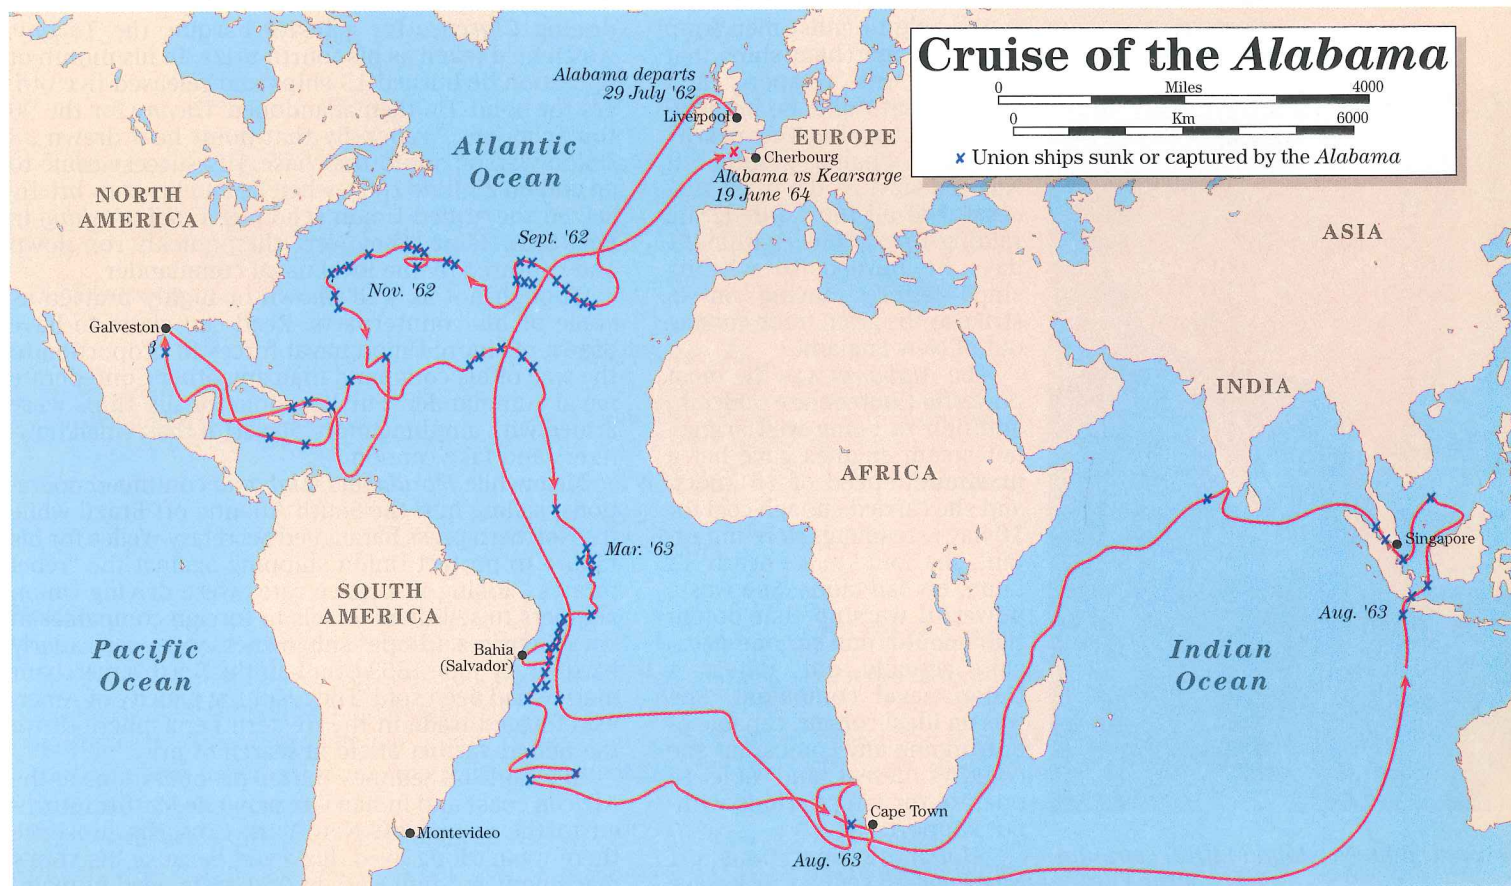 Cruise of the Alabama
0 Miles 4000
0 Km 6000
x Union ships sunk or captured by the Alabama
Alabama departs
29 July '62
Liverpool
Atlantic
Ocean
EUROPE
Cherbourg
Alabama vs Kearsarge
19 June '64
NORTH
AMERICA
ASIA
Sept. '62
Nov. '62
Galveston
INDIA
AFRICA
Mar. '63
Singapore
SOUTH
AMERICA
Aug. '63
Pacific
Ocean
Bahia
(Salvador)
Indian
Ocean
Cape Town
Montevideo
Aug. '63